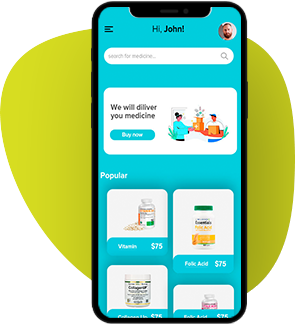 Hi, John!
search for medicine...
We will diliver
you medicine
Buy now
Popular
Vitamin $75
Folic Acid $75
Essentials
Collagen Up $75
$75